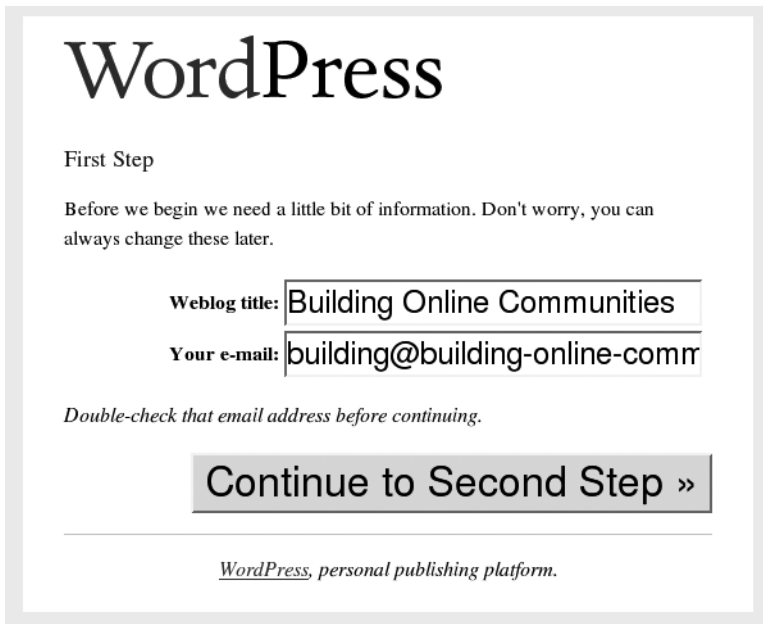 WordPress
First Step
Before we begin we need a little bit of information. Don't worry, you can
always change these later.
Weblog title: Building Online Communities
Your e-mail: building@building-online-comm
Double-check that email address before continuing.
Continue to Second Step »
WordPress, personal publishing platform.